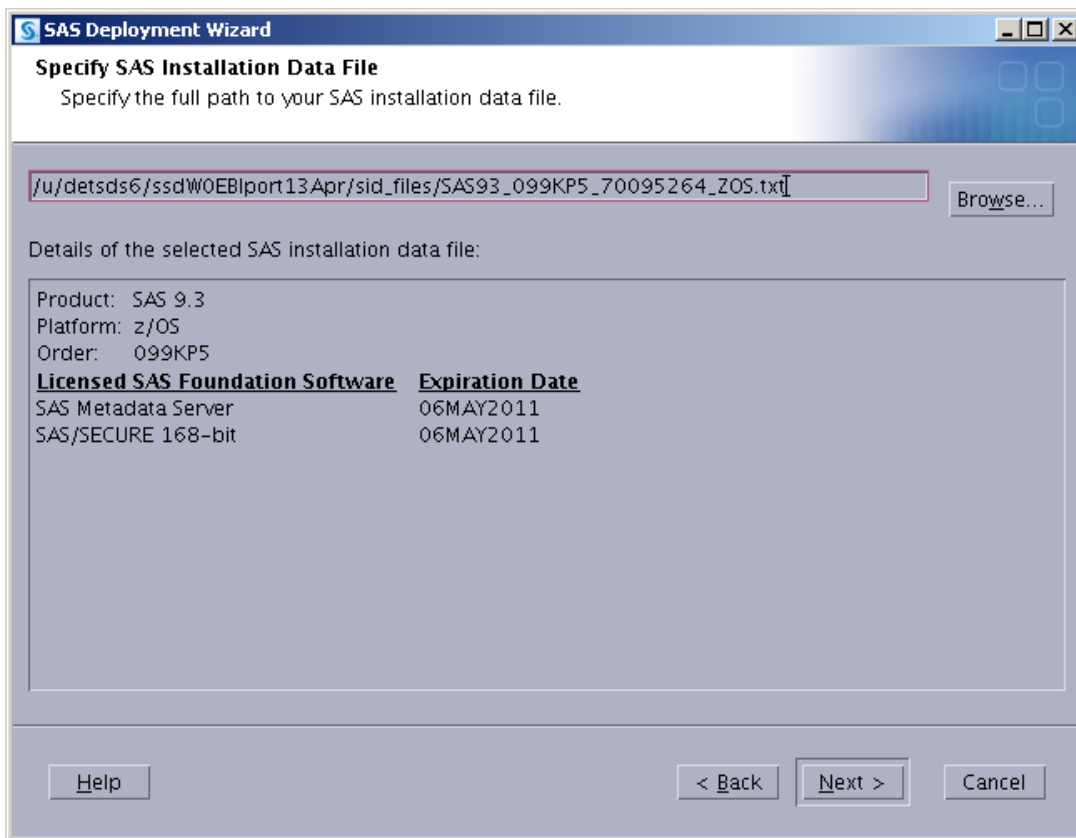 SAS Deployment Wizard
Specify SAS Installation Data File
Specify the full path to your SAS installation data file.
/u/detsds6/ssdW0EBIport13Apr/sid_files/SAS93_099KP5_70095264_ZOS.txt
Browse...
Details of the selected SAS installation data file:
Product: SAS 9.3
Platform: z/OS
Order: 099KP5
Licensed SAS Foundation Software Expiration Date
SAS Metadata Server 06MAY2011
SAS/SECURE 168-bit 06MAY2011
Help < Back Next > Cancel